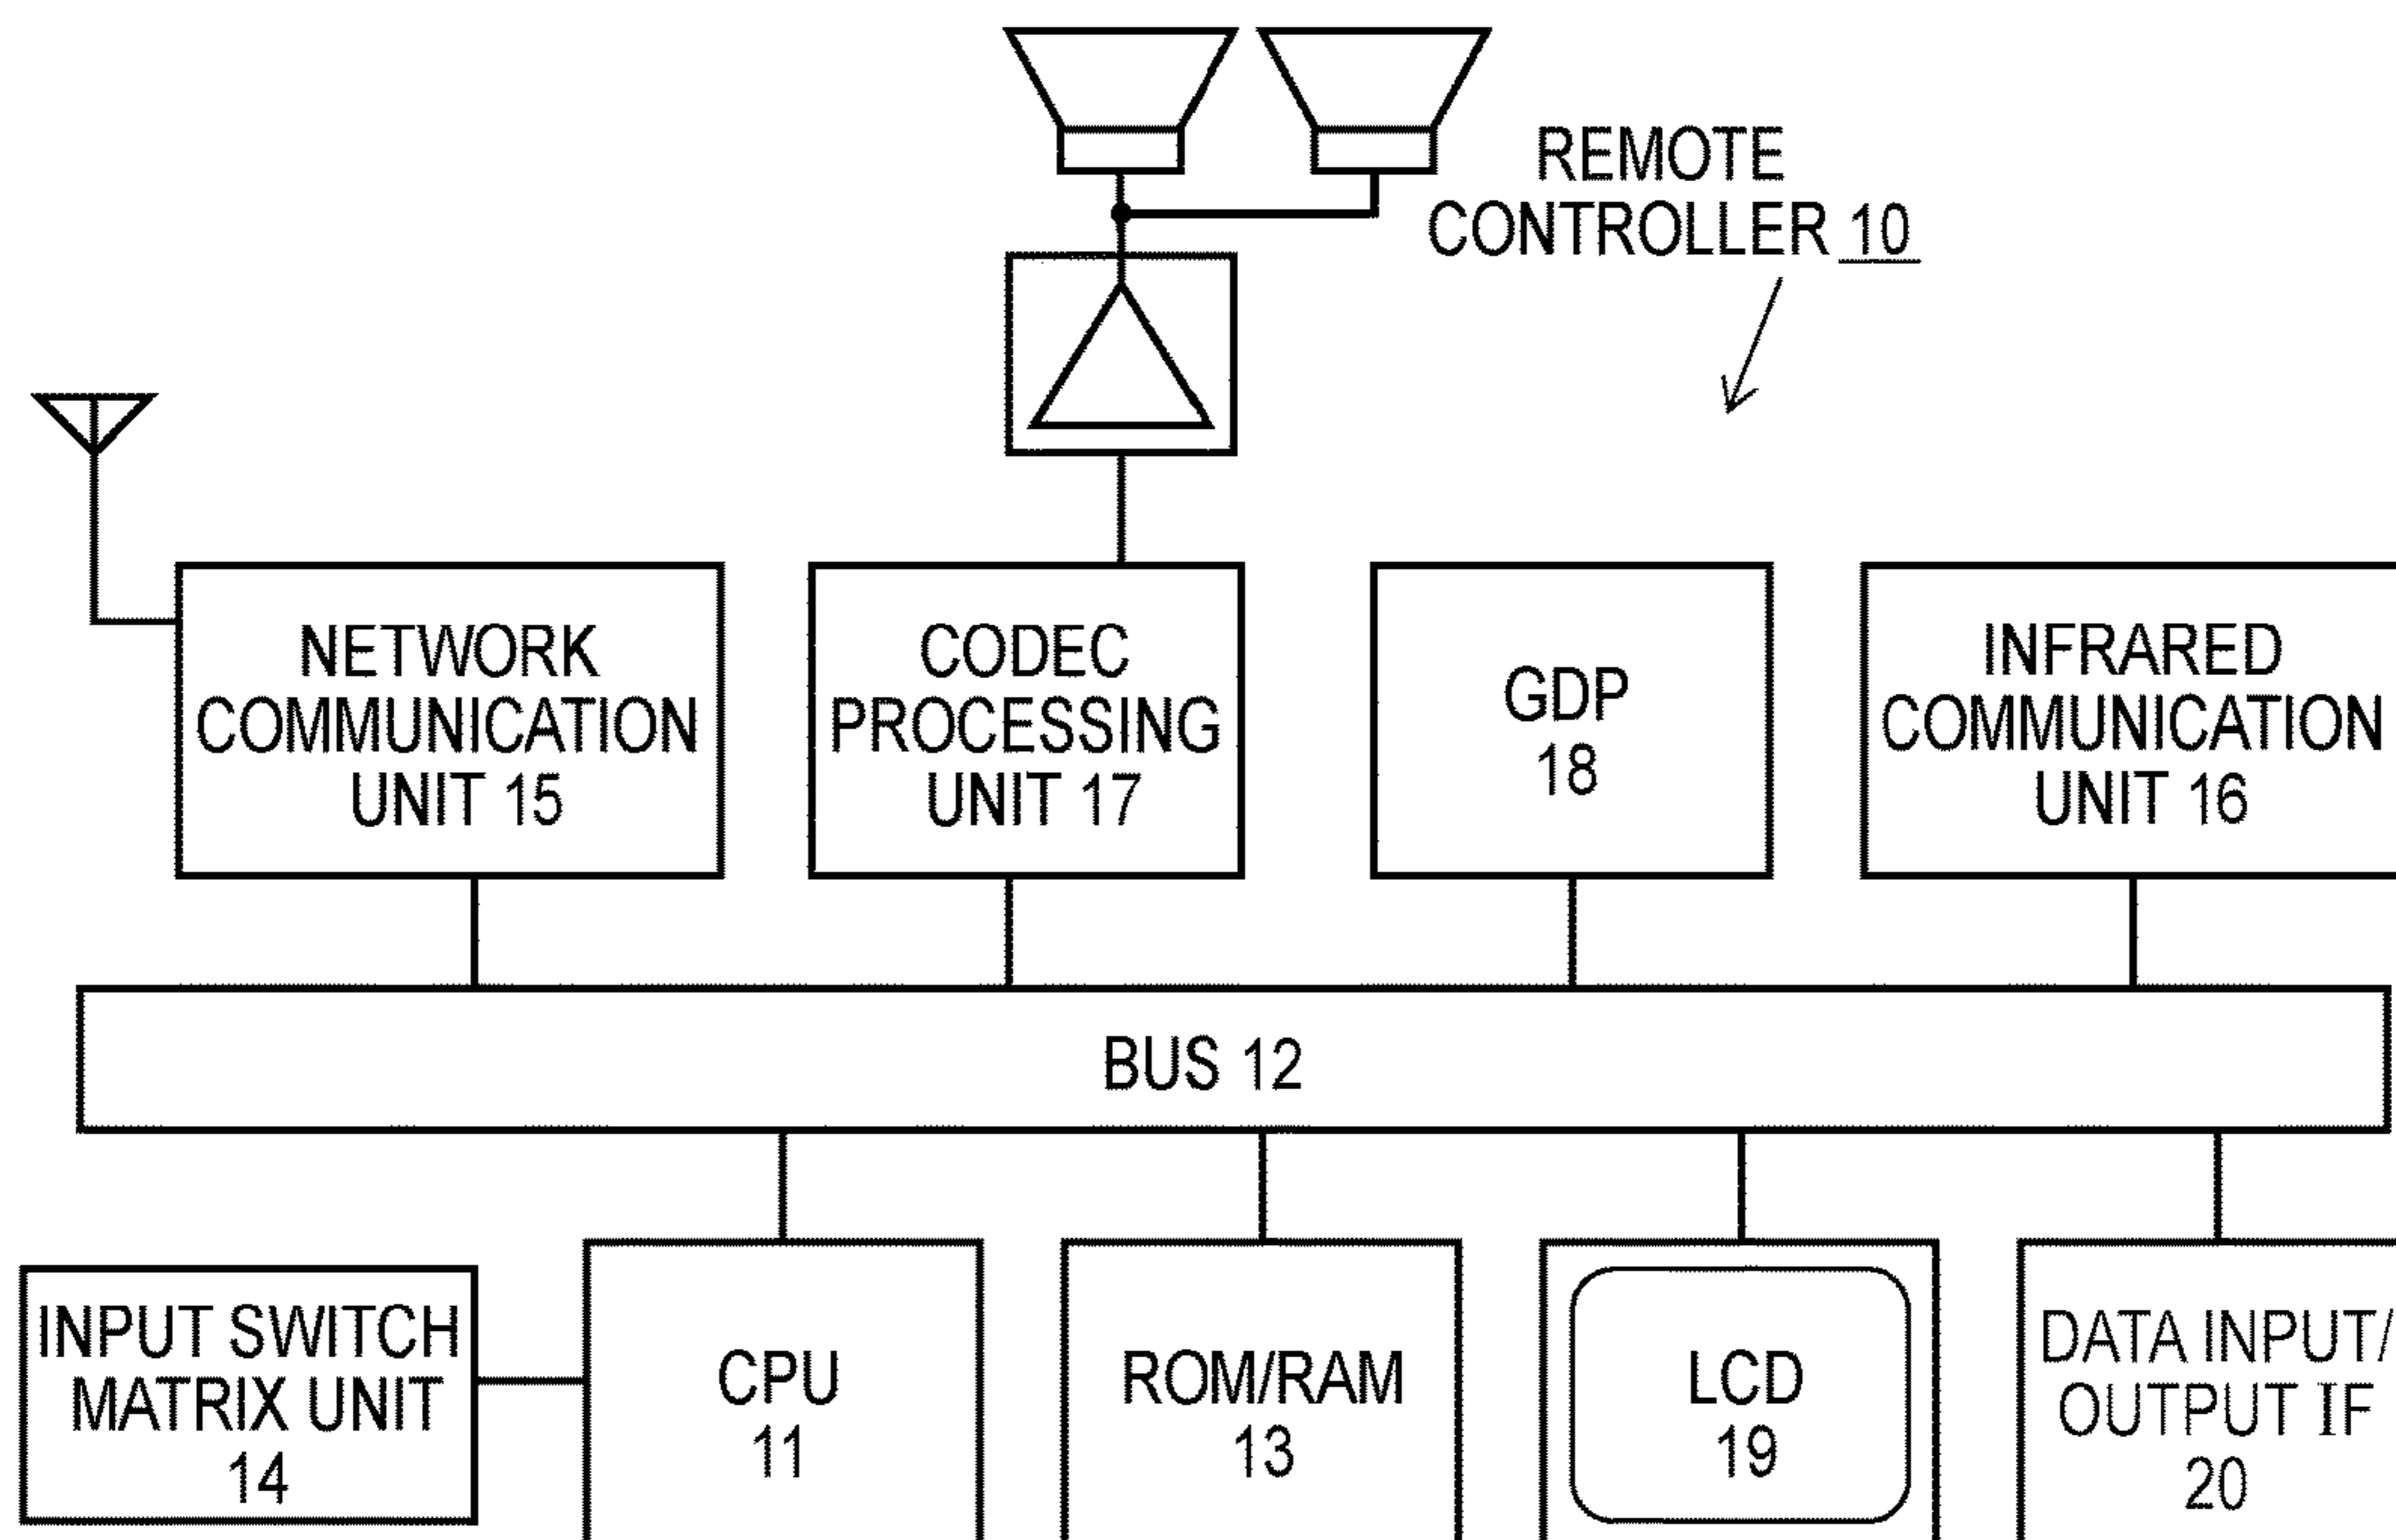 REMOTE
CONTROLLER 10
NETWORK
COMMUNICATION
UNIT 15
CODEC
PROCESSING
UNIT 17
GDP
18
INFRARED
COMMUNICATION
UNIT 16
BUS 12
INPUT SWITCH
MATRIX UNIT
14
CPU
11
ROM/RAM
13
LCD
19
DATA INPUT/
OUTPUT IF
20